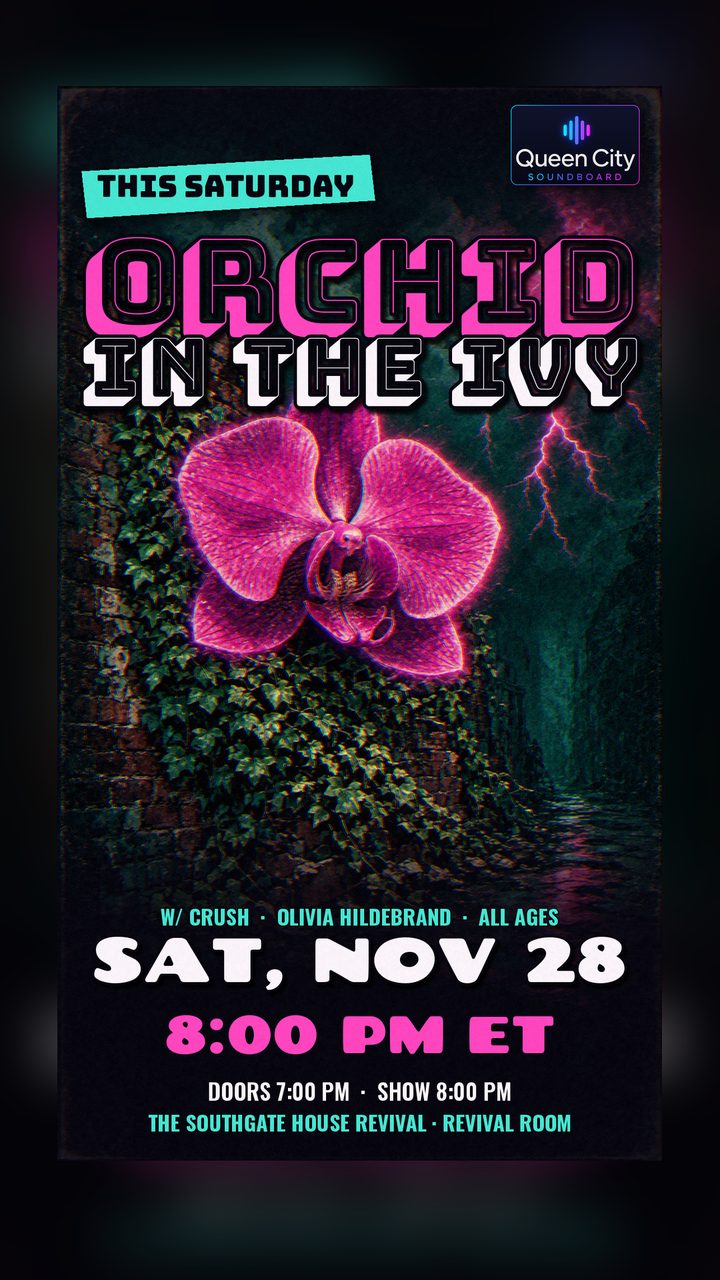 Queen City
SOUNDBOARD
THIS SATURDAY
ORCHID
IN THE IVY
W/ CRUSH · OLIVIA HILDEBRAND · ALL AGES
SAT, NOV 28
8:00 PM ET
DOORS 7:00 PM · SHOW 8:00 PM
THE SOUTHGATE HOUSE REVIVAL · REVIVAL ROOM